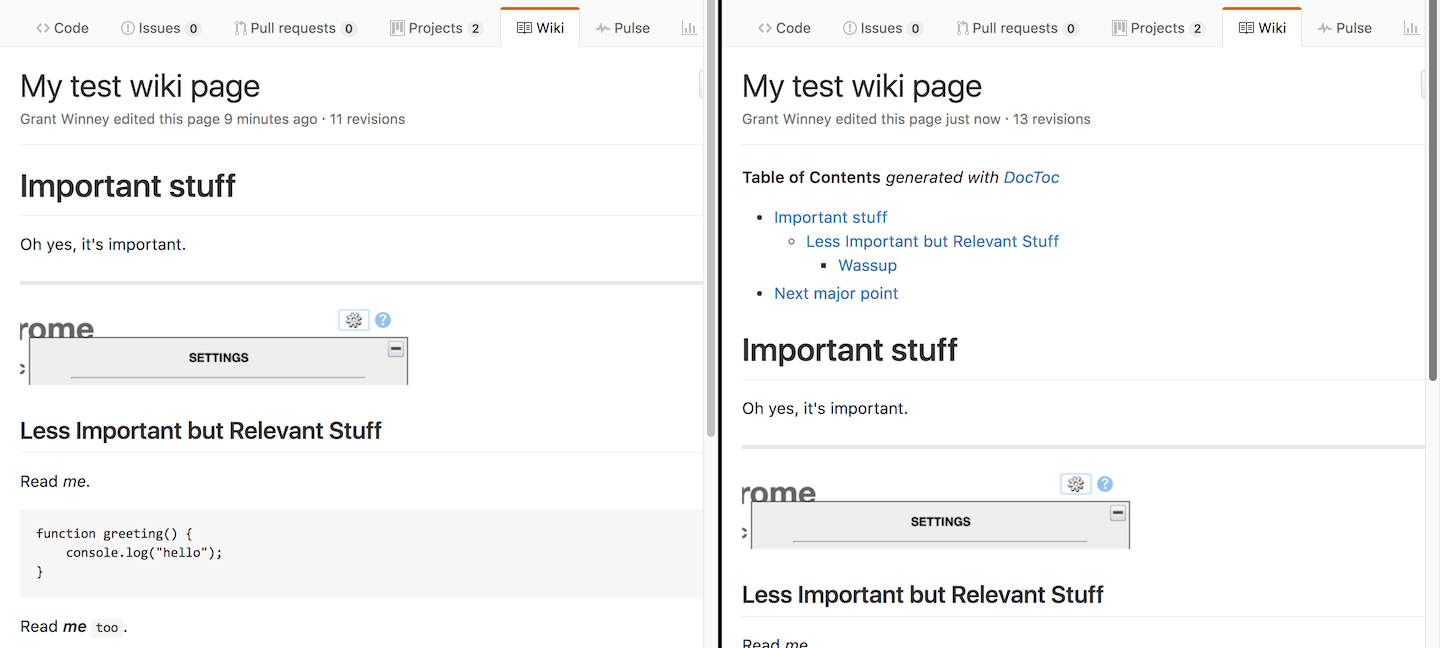 Code Issues 0 Pull requests 0 Projects 2 Wiki Pulse
My test wiki page
Grant Winney edited this page 9 minutes ago · 11 revisions
Important stuff
Oh yes, it's important.
rome ?
SETTINGS
c
Less Important but Relevant Stuff
Read me.
function greeting() {
    console.log("hello");
}
Read me too .
Code Issues 0 Pull requests 0 Projects 2 Wiki Pulse
My test wiki page
Grant Winney edited this page just now · 13 revisions
Table of Contents generated with DocToc
• Important stuff
◦ Less Important but Relevant Stuff
▪ Wassup
• Next major point
Important stuff
Oh yes, it's important.
rome ?
SETTINGS
c
Less Important but Relevant Stuff
Read me.